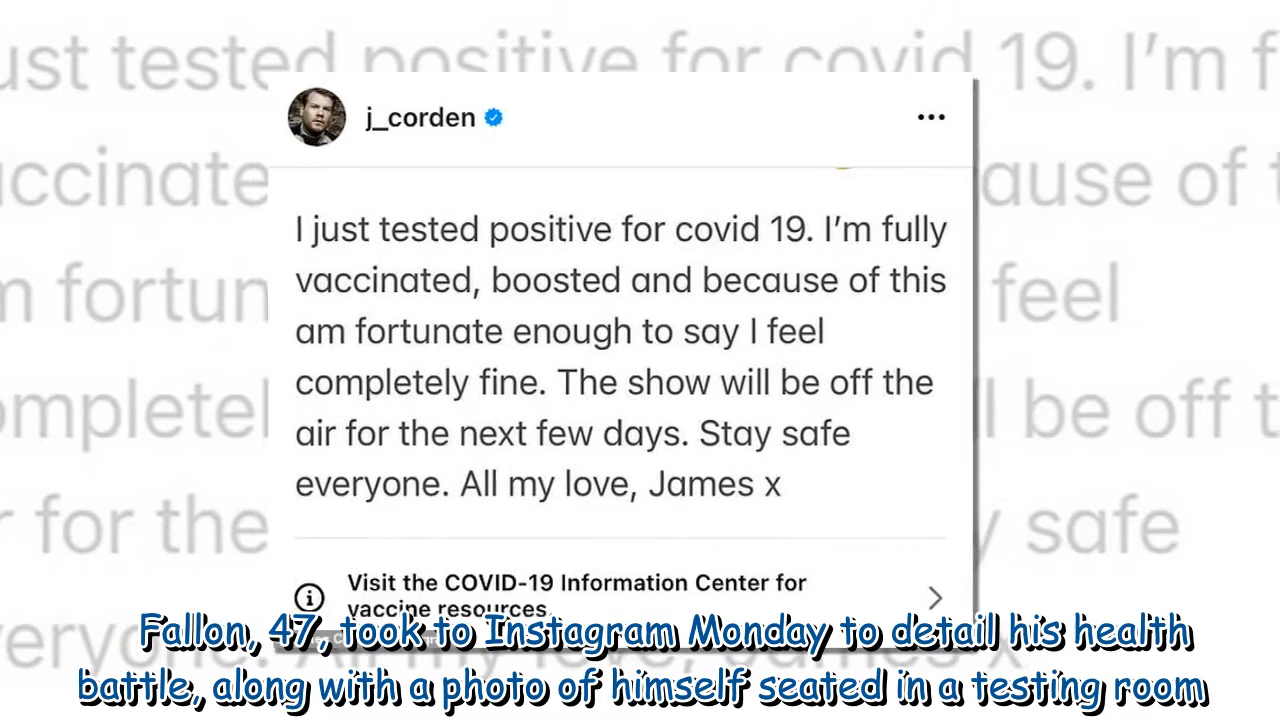 j_corden
I just tested positive for covid 19. I'm fully
vaccinated, boosted and because of this
am fortunate enough to say I feel
completely fine. The show will be off the
air for the next few days. Stay safe
everyone. All my love, James x
Visit the COVID-19 Information Center for
vaccine resources.
Fallon, 47, took to Instagram Monday to detail his health
battle, along with a photo of himself seated in a testing room